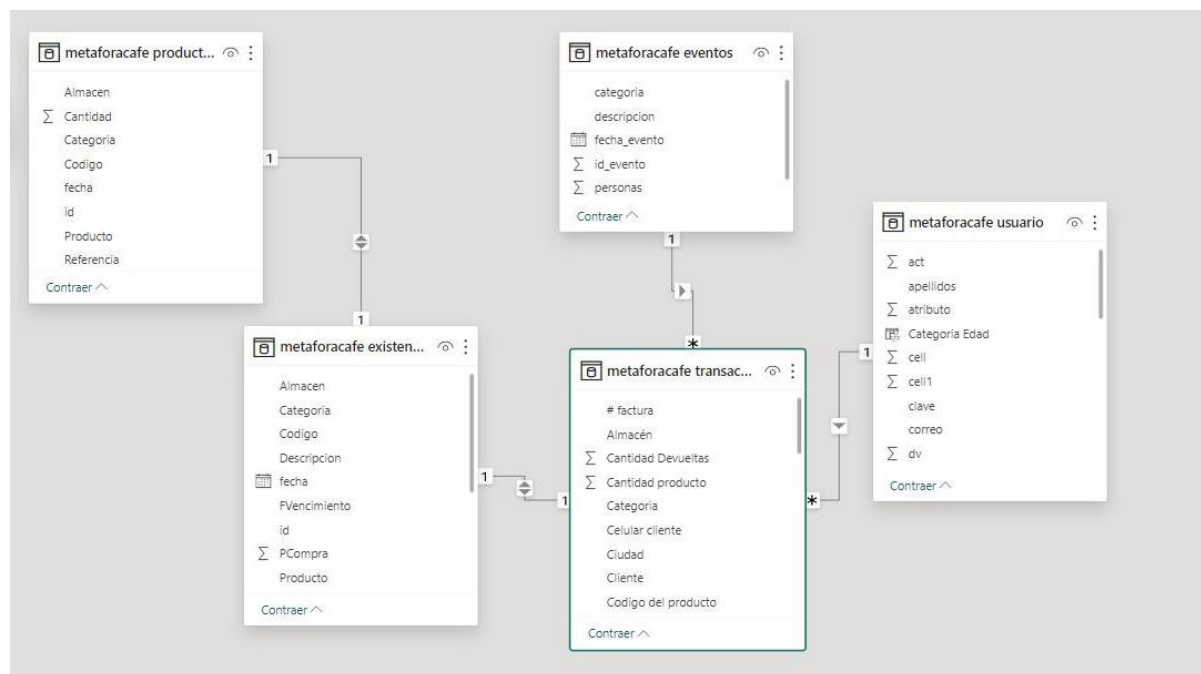 metaforacafe product...
Almacen
Cantidad
Categoria
Codigo
fecha
id
Producto
Referencia
Contraer
metaforacafe eventos
categoria
descripcion
fecha_evento
id_evento
personas
Contraer
metaforacafe usuario
act
apellidos
atributo
Categoria Edad
cell
cell1
clave
correo
dv
Contraer
metaforacafe existen...
Almacen
Categoria
Codigo
Descripcion
fecha
FVencimiento
id
PCompra
Producto
Contraer
metaforacafe transac...
# factura
Almacén
Cantidad Devueltas
Cantidad producto
Categoria
Celular cliente
Ciudad
Cliente
Codigo del producto
Contraer
1
1
1
1
1
*
1
*